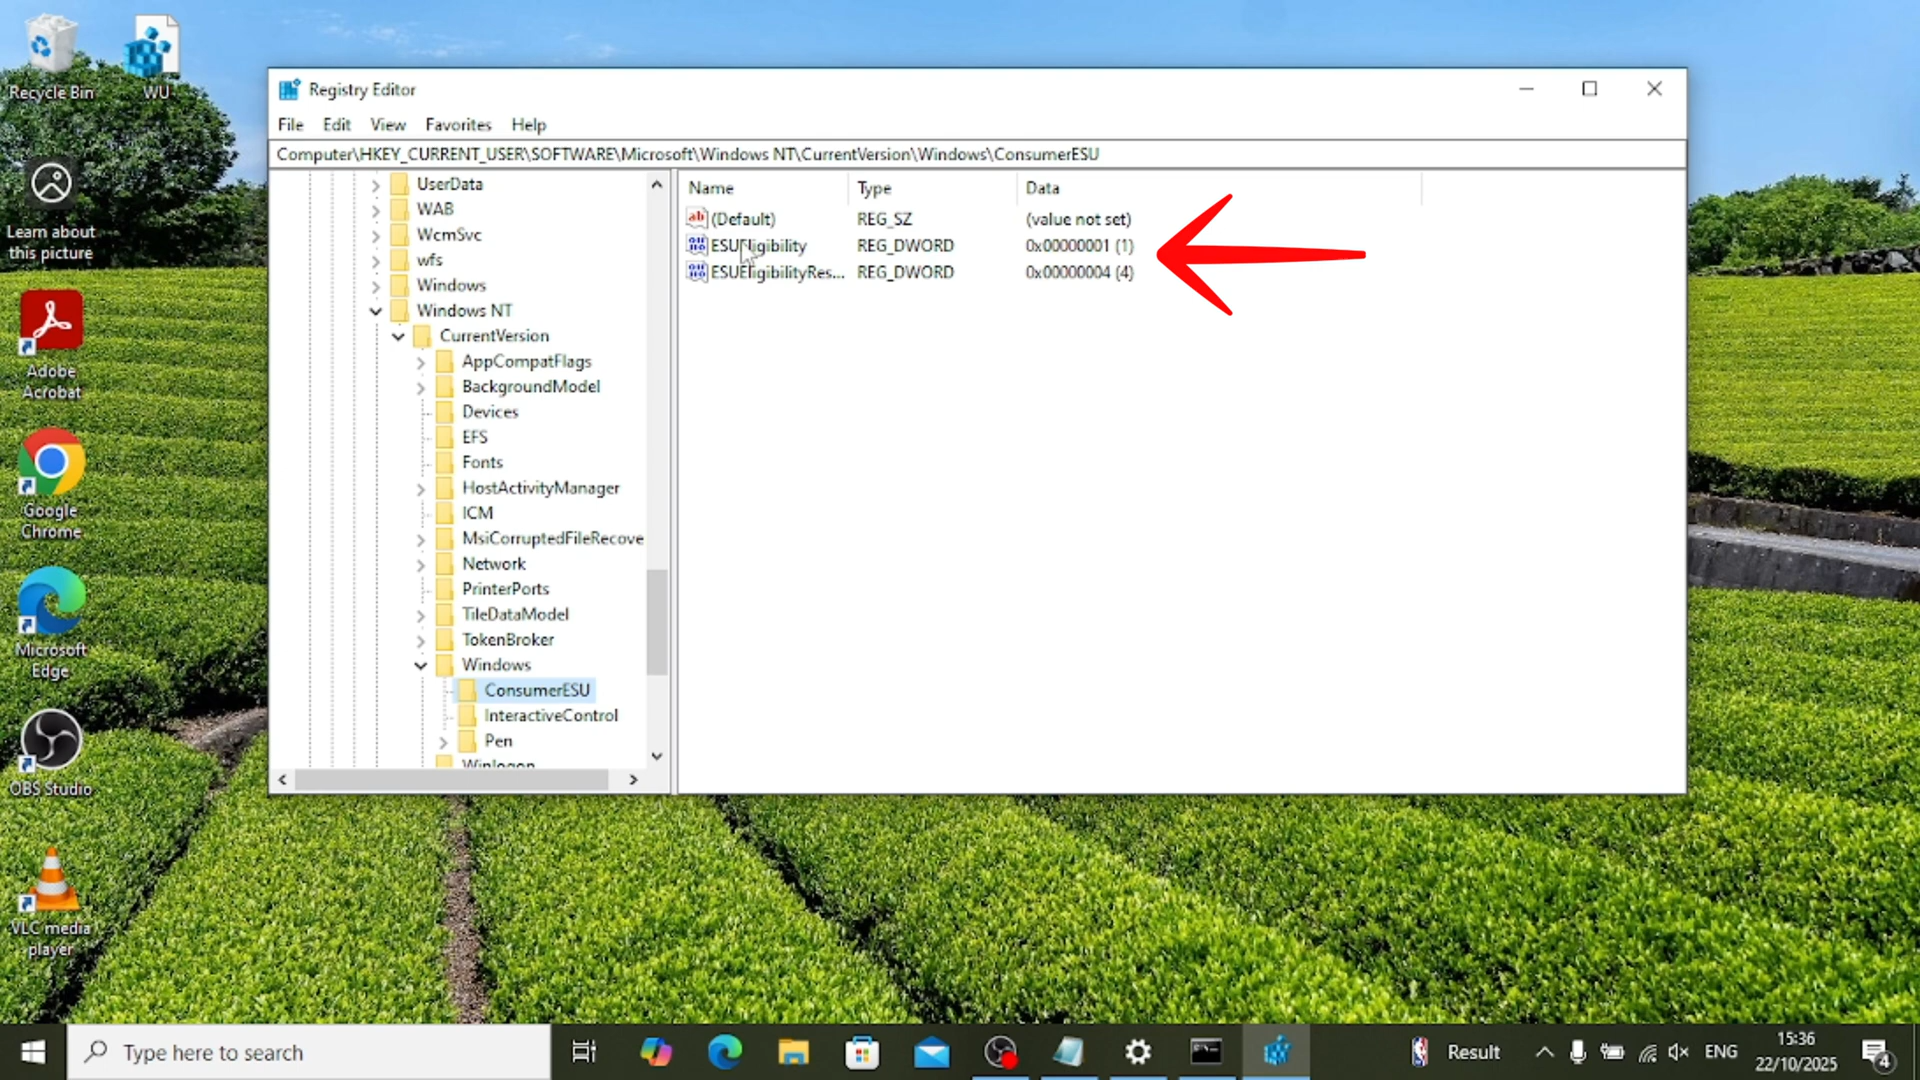 Recycle Bin
WU
Learn about
this picture
Adobe
Acrobat
Google
Chrome
Microsoft
Edge
OBS Studio
VLC media
player
Registry Editor
File Edit View Favorites Help
Computer\HKEY_CURRENT_USER\SOFTWARE\Microsoft\Windows NT\CurrentVersion\Windows\ConsumerESU
UserData
WAB
WcmSvc
wfs
Windows
Windows NT
CurrentVersion
AppCompatFlags
BackgroundModel
Devices
EFS
Fonts
HostActivityManager
ICM
MsiCorruptedFileRecove
Network
PrinterPorts
TileDataModel
TokenBroker
Windows
ConsumerESU
InteractiveControl
Pen
Winlogon
Name Type Data
(Default) REG_SZ (value not set)
ESUEligibility REG_DWORD 0x00000001 (1)
ESUEligibilityRes... REG_DWORD 0x00000004 (4)
Type here to search
Result
ENG
15:36
22/10/2025
4